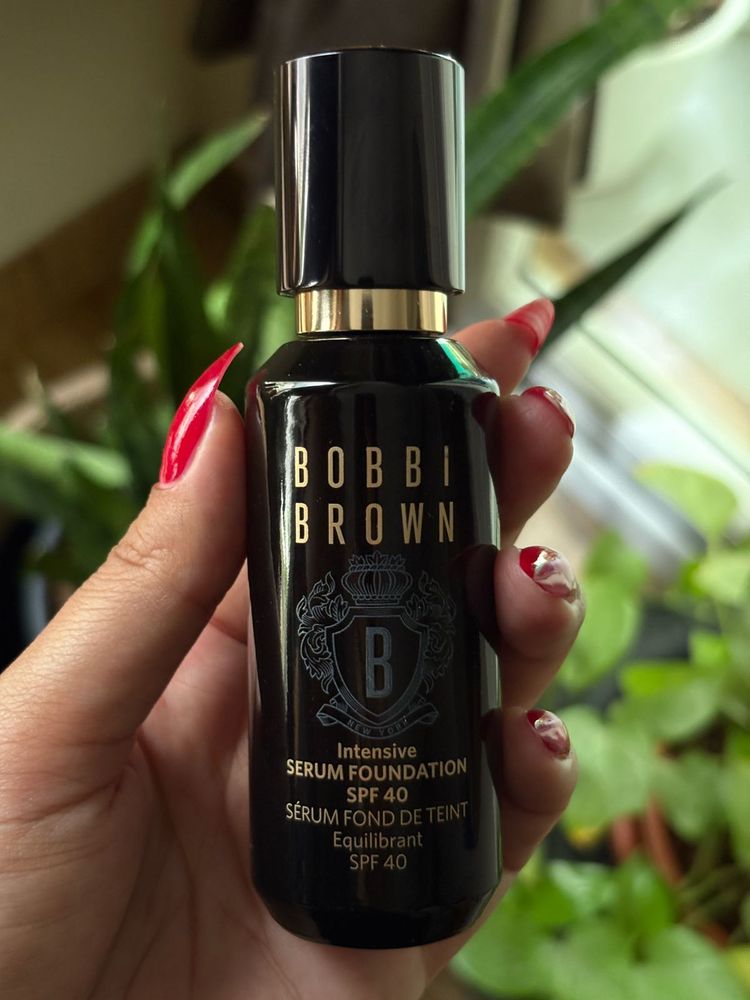 BOBBI
BROWN
B
NEW YORK
Intensive
SERUM FOUNDATION
SPF 40
SÉRUM FOND DE TEINT
Equilibrant
SPF 40